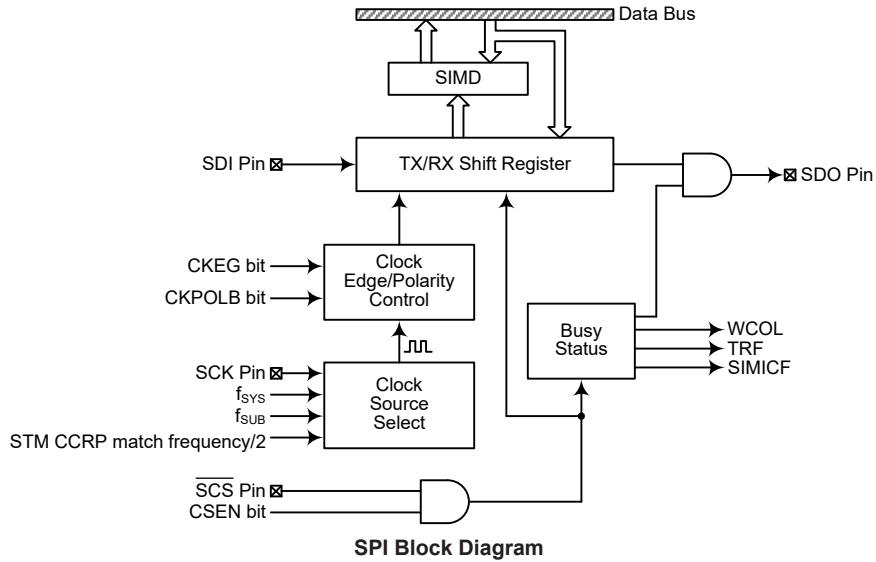 Data Bus
SIMD
SDI Pin
TX/RX Shift Register
SDO Pin
CKEG bit
CKPOLB bit
Clock
Edge/Polarity
Control
Busy
Status
WCOL
TRF
SIMICF
SCK Pin
fSYS
fSUB
STM CCRP match frequency/2
Clock
Source
Select
SCS Pin
CSEN bit
SPI Block Diagram